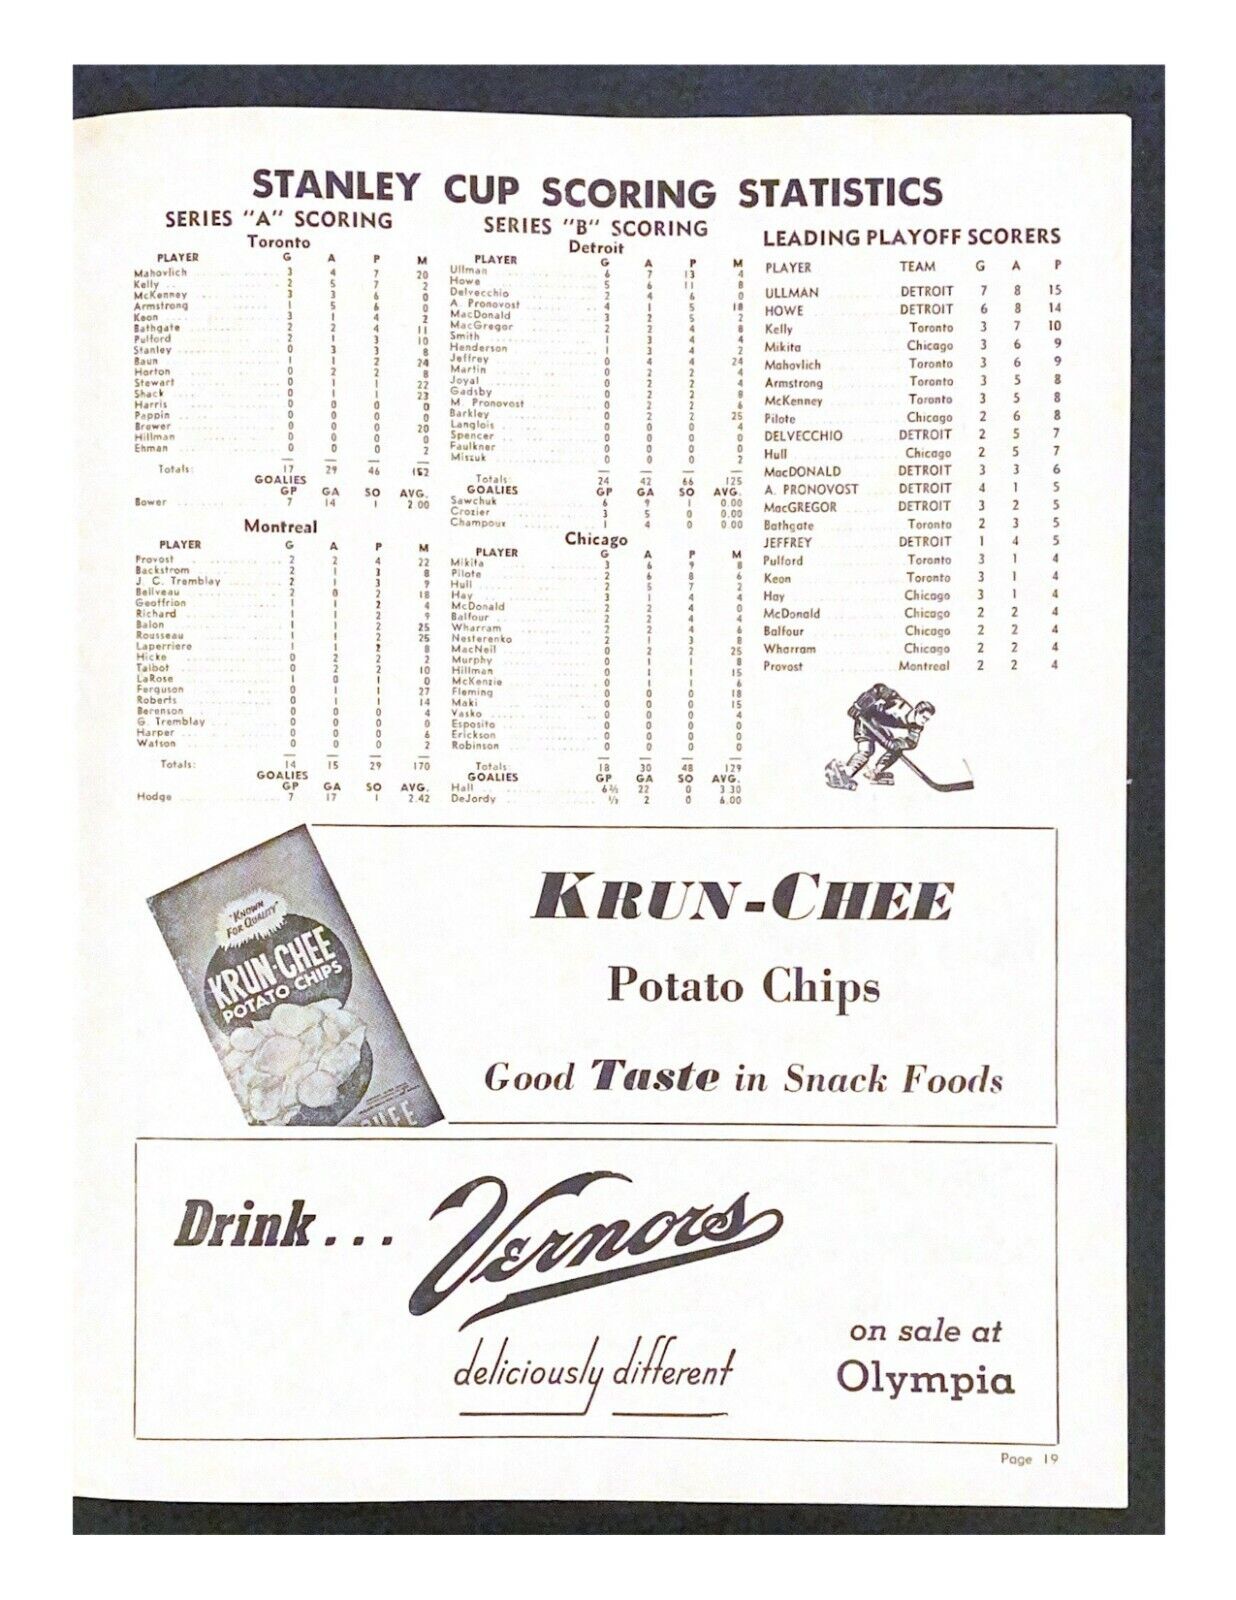 STANLEY CUP SCORING STATISTICS
SERIES "A" SCORING
Toronto
PLAYER G A P M
Mahovlich 3 4 7 20
Kelly 2 5 7 2
McKenney 3 3 6 0
Armstrong 1 5 6 0
Keon 3 1 4 2
Bathgate 2 2 4 11
Pulford 2 1 3 10
Stanley 0 3 3 8
Baun 1 1 2 24
Horton 0 2 2 8
Stewart 0 1 1 22
Shack 0 1 1 23
Harris 0 0 0 0
Pappin 0 0 0 0
Brewer 0 0 0 20
Hillman 0 0 0 0
Ehman 0 0 0 2
Totals: 17 29 46 152
GOALIES
GP GA SO AVG.
Bower 7 14 1 2.00
Montreal
PLAYER G A P M
Provost 2 2 4 22
Backstrom 2 1 3 8
J. C. Tremblay 2 1 3 9
Beliveau 2 0 2 18
Geoffrion 1 1 2 4
Richard 1 1 2 9
Balon 1 1 2 25
Rousseau 1 1 2 25
Laperriere 1 1 2 8
Hicke 0 2 2 2
Talbot 0 2 2 10
LaRose 1 0 1 0
Ferguson 0 1 1 27
Roberts 0 1 1 14
Berenson 0 0 0 4
G. Tremblay 0 0 0 0
Harper 0 0 0 6
Watson 0 0 0 2
Totals: 14 15 29 170
GOALIES
GP GA SO AVG.
Hodge 7 17 1 2.42
SERIES "B" SCORING
Detroit
PLAYER G A P M
Ullman 6 7 13 4
Howe 5 6 11 8
Delvecchio 2 4 6 0
A. Pronovost 4 1 5 18
MacDonald 3 2 5 2
MacGregor 2 2 4 8
Smith 1 3 4 4
Henderson 1 3 4 2
Jeffrey 0 4 4 24
Martin 0 2 2 4
Joyal 0 2 2 4
Gadsby 0 2 2 8
M. Pronovost 0 2 2 6
Barkley 0 2 2 25
Langlois 0 0 0 4
Spencer 0 0 0 0
Faulkner 0 0 0 0
Miszuk 0 0 0 2
Totals 24 42 66 125
GOALIES GP GA SO AVG.
Sawchuk 6 9 1 0.00
Crozier 3 5 0 0.00
Champoux 1 4 0 0.00
Chicago
PLAYER G A P M
Mikita 3 6 9 8
Pilote 2 6 8 6
Hull 2 5 7 2
Hay 3 1 4 4
McDonald 2 2 4 0
Balfour 2 2 4 4
Wharram 2 2 4 6
Nesterenko 2 1 3 8
MacNeil 0 2 2 25
Murphy 0 1 1 8
Hillman 0 1 1 15
McKenzie 0 1 1 6
Fleming 0 0 0 18
Maki 0 0 0 15
Vasko 0 0 0 4
Esposito 0 0 0 0
Erickson 0 0 0 0
Robinson 0 0 0 0
Totals 18 30 48 129
GOALIES GP GA SO AVG.
Hall 6⅔ 22 0 3.30
DeJordy ⅓ 2 0 6.00
LEADING PLAYOFF SCORERS
PLAYER TEAM G A P
ULLMAN DETROIT 7 8 15
HOWE DETROIT 6 8 14
Kelly Toronto 3 7 10
Mikita Chicago 3 6 9
Mahovlich Toronto 3 6 9
Armstrong Toronto 3 5 8
McKenney Toronto 3 5 8
Pilote Chicago 2 6 8
DELVECCHIO DETROIT 2 5 7
Hull Chicago 2 5 7
MacDONALD DETROIT 3 3 6
A. PRONOVOST DETROIT 4 1 5
MacGREGOR DETROIT 3 2 5
Bathgate Toronto 2 3 5
JEFFREY DETROIT 1 4 5
Pulford Toronto 3 1 4
Keon Toronto 3 1 4
Hay Chicago 3 1 4
McDonald Chicago 2 2 4
Balfour Chicago 2 2 4
Wharram Chicago 2 2 4
Provost Montreal 2 2 4
"KNOWN
FOR QUALITY"
KRUN-CHEE
POTATO CHIPS
KRUN-CHEE
Potato Chips
Good Taste in Snack Foods
Drink... Vernors
deliciously different
on sale at
Olympia
Page 19